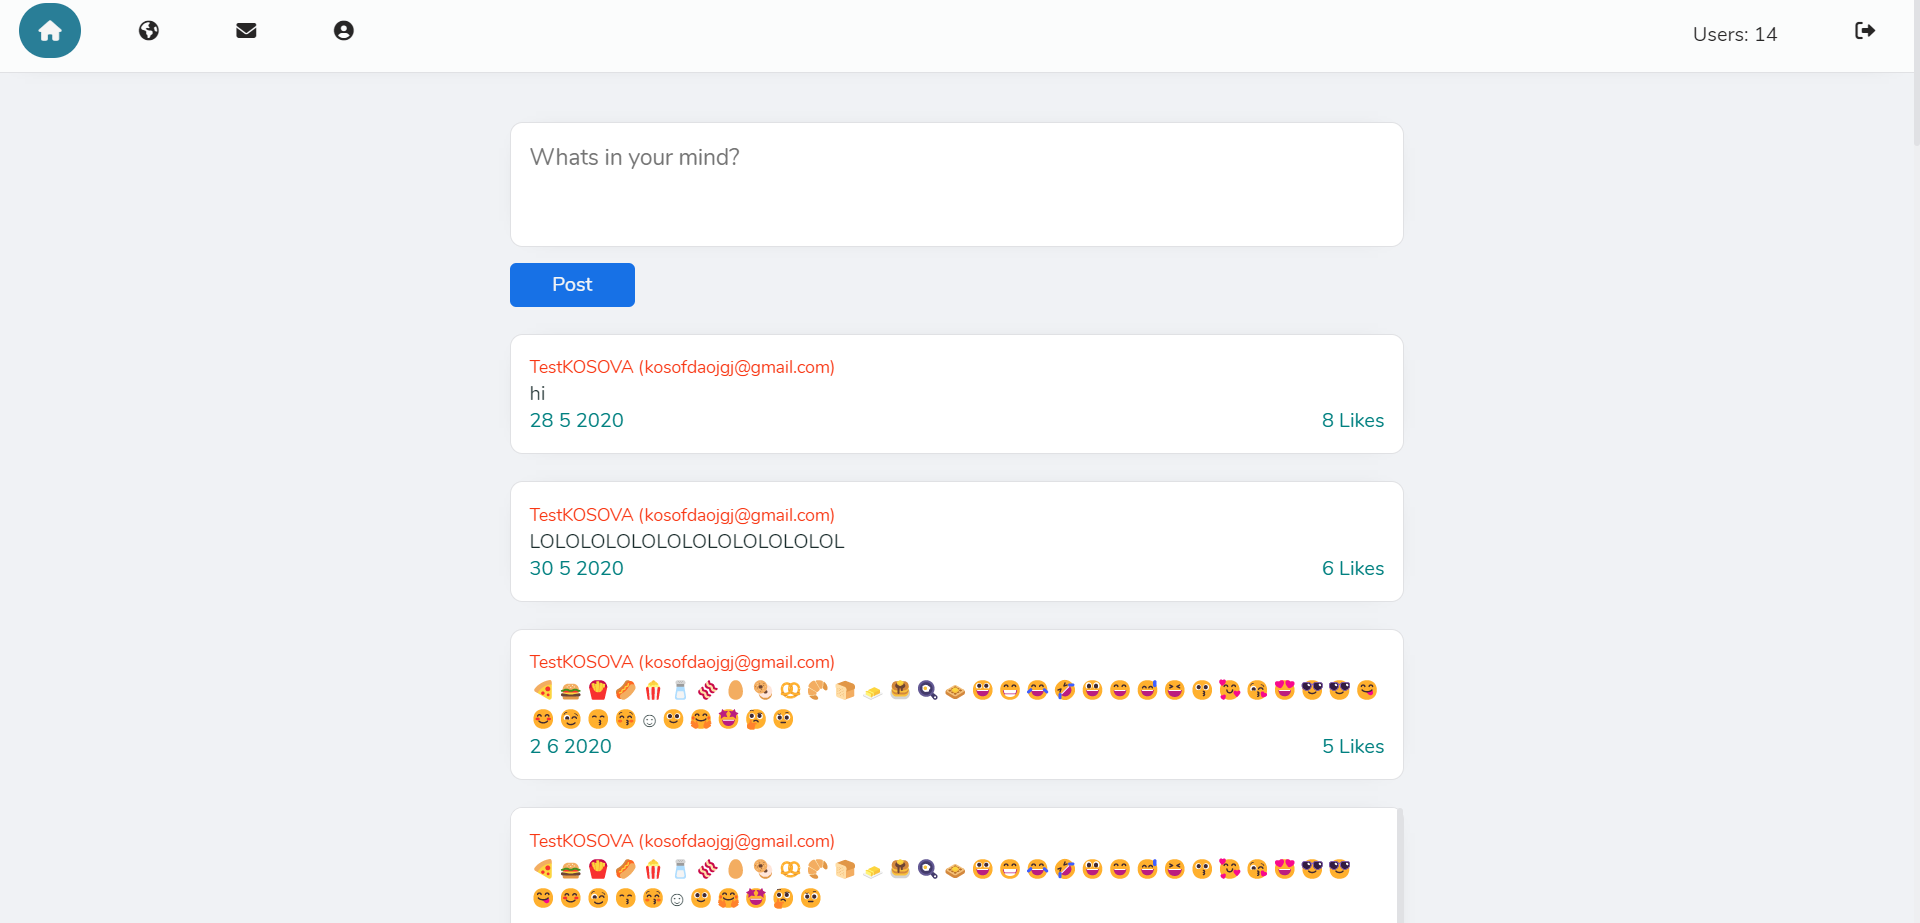 Users: 14
Whats in your mind?
Post
TestKOSOVA (kosofdaojgj@gmail.com)
hi
28 5 2020 8 Likes
TestKOSOVA (kosofdaojgj@gmail.com)
LOLOLOLOLOLOLOLOLOLOLOLOL
30 5 2020 6 Likes
TestKOSOVA (kosofdaojgj@gmail.com)
2 6 2020 5 Likes
TestKOSOVA (kosofdaojgj@gmail.com)